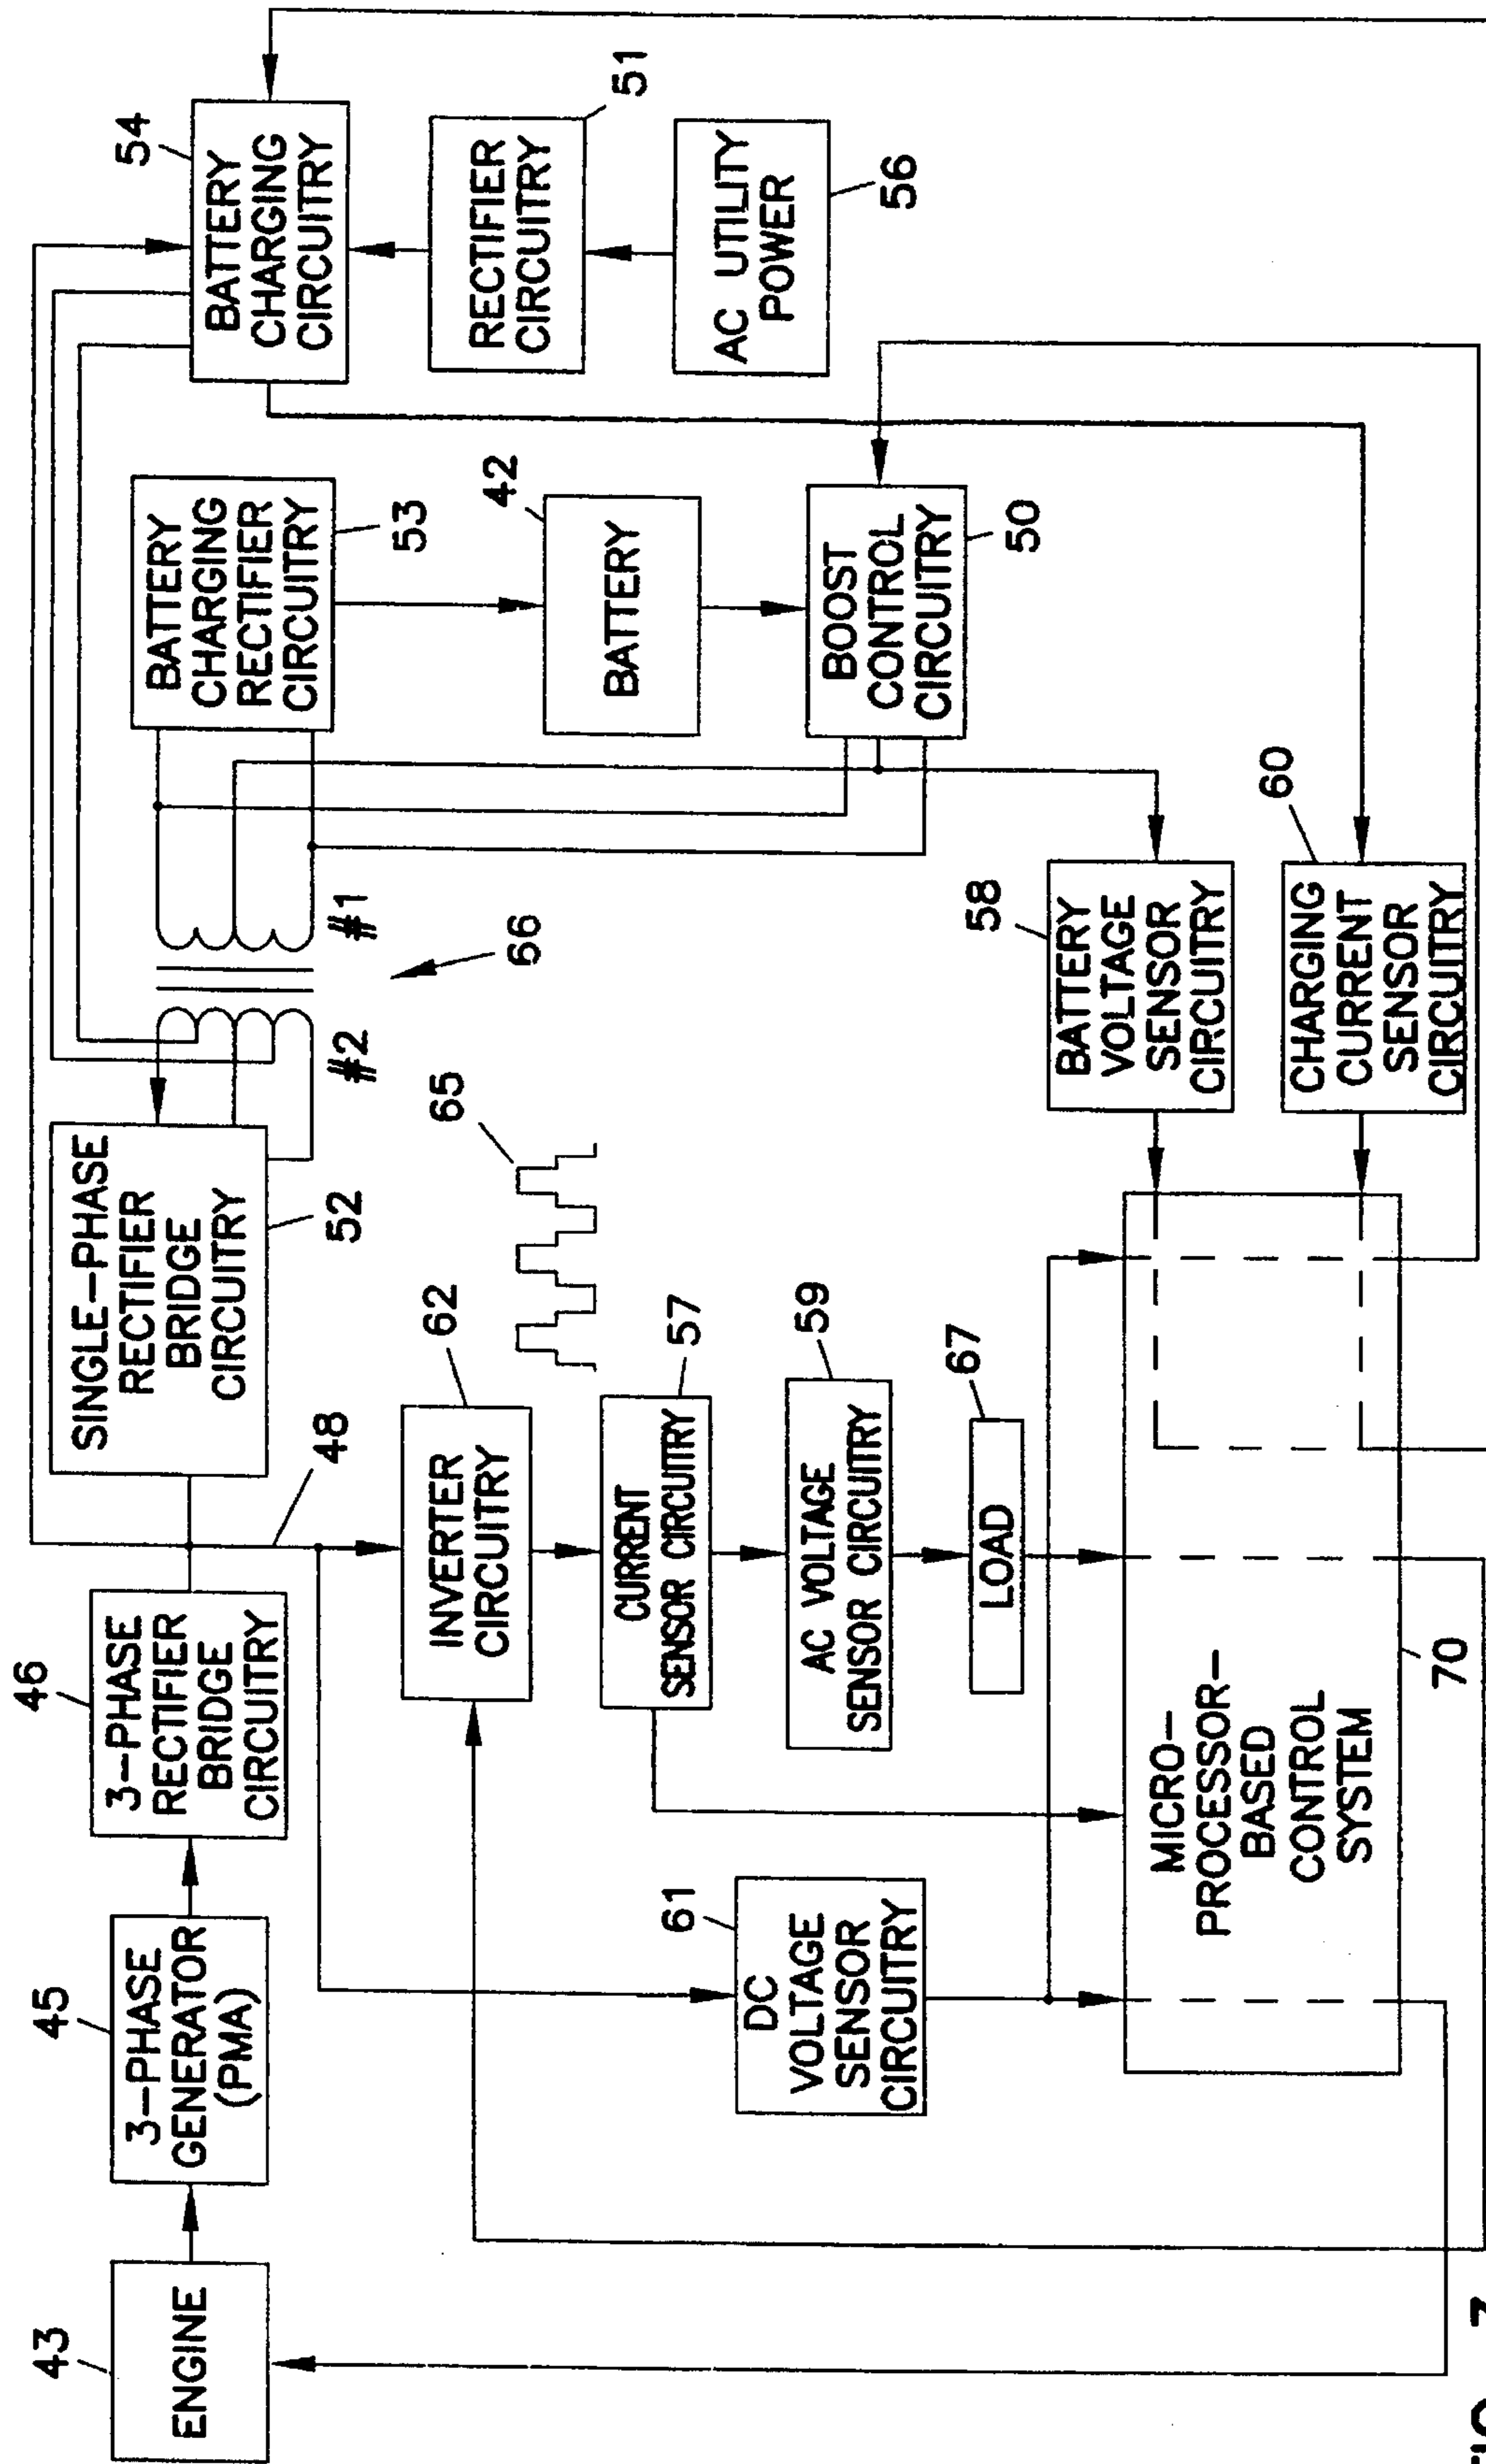 43
ENGINE
45
3-PHASE
GENERATOR
(PMA)
46
3-PHASE
RECTIFIER
BRIDGE
CIRCUITRY
48
SINGLE-PHASE
RECTIFIER
BRIDGE
CIRCUITRY
52
#2
#1
66
BATTERY
CHARGING
RECTIFIER
CIRCUITRY
53
54
BATTERY
CHARGING
CIRCUITRY
51
RECTIFIER
CIRCUITRY
AC UTILITY
POWER
56
42
BATTERY
BOOST
CONTROL
CIRCUITRY
50
62
INVERTER
CIRCUITRY
65
57
CURRENT
SENSOR CIRCUITRY
59
AC VOLTAGE
SENSOR CIRCUITRY
67
LOAD
61
DC
VOLTAGE
SENSOR
CIRCUITRY
58
BATTERY
VOLTAGE
SENSOR
CIRCUITRY
60
CHARGING
CURRENT
SENSOR
CIRCUITRY
MICRO-
PROCESSOR-
BASED
CONTROL
SYSTEM
70